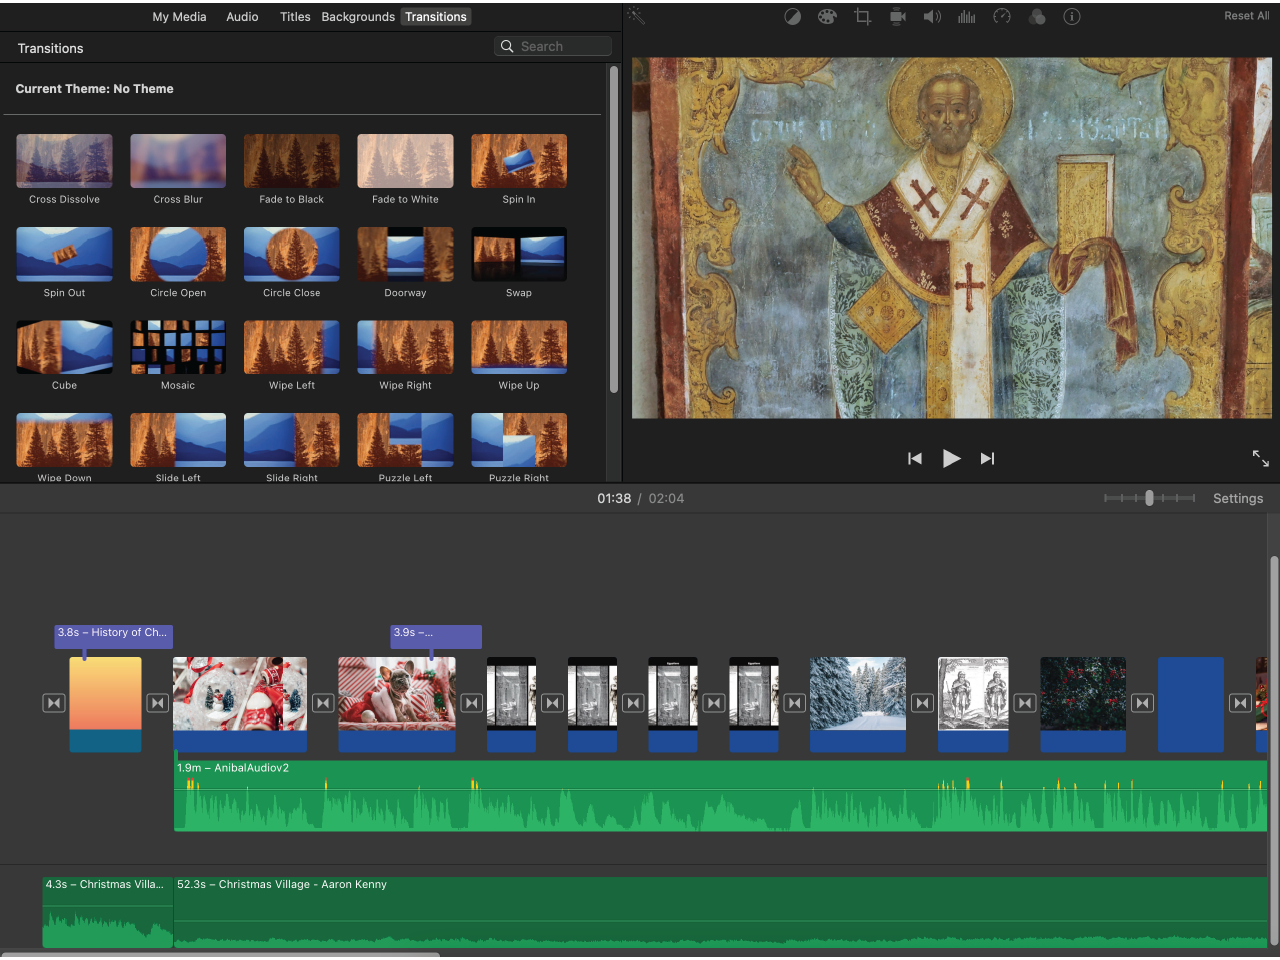 My Media Audio Titles Backgrounds Transitions
Reset All
Transitions
Search
Current Theme: No Theme
Cross Dissolve Cross Blur Fade to Black Fade to White Spin In
Spin Out Circle Open Circle Close Doorway Swap
Cube Mosaic Wipe Left Wipe Right Wipe Up
Wipe Down Slide Left Slide Right Puzzle Left Puzzle Right
01:38 / 02:04
Settings
3.8s – History of Ch...
3.9s –...
1.9m – AnibalAudiov2
4.3s – Christmas Villa...
52.3s – Christmas Village - Aaron Kenny